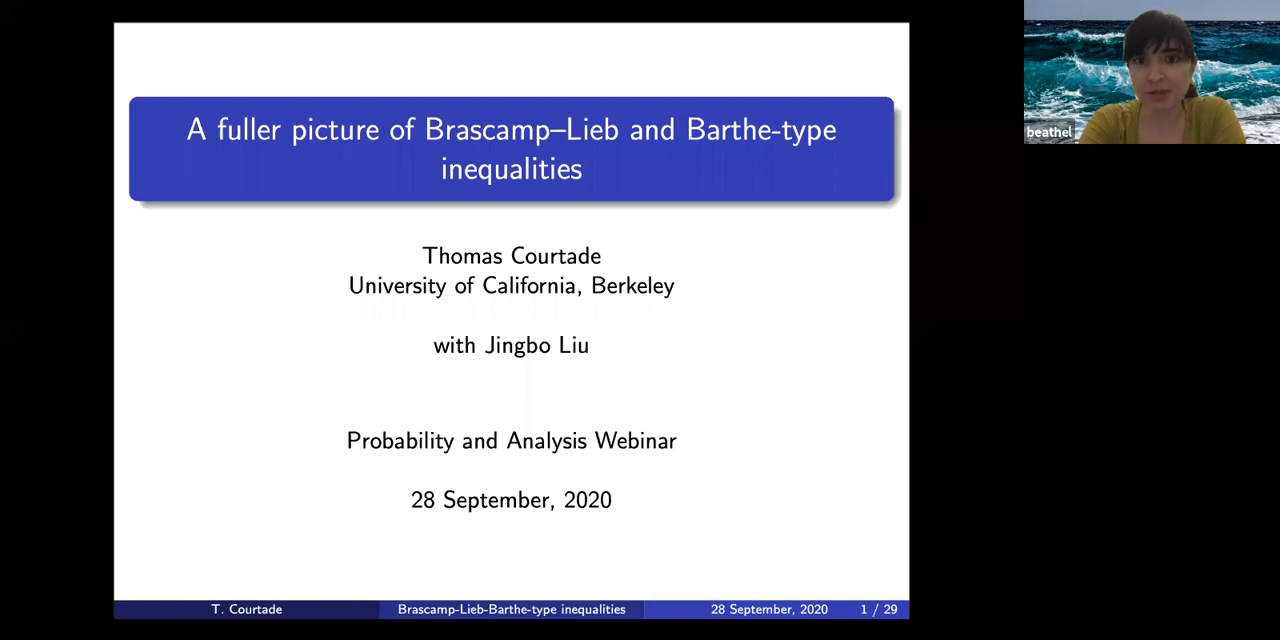 A fuller picture of Brascamp–Lieb and Barthe-type
inequalities
Thomas Courtade
University of California, Berkeley
with Jingbo Liu
Probability and Analysis Webinar
28 September, 2020
T. Courtade
Brascamp-Lieb-Barthe-type inequalities
28 September, 2020
1 / 29
beathel